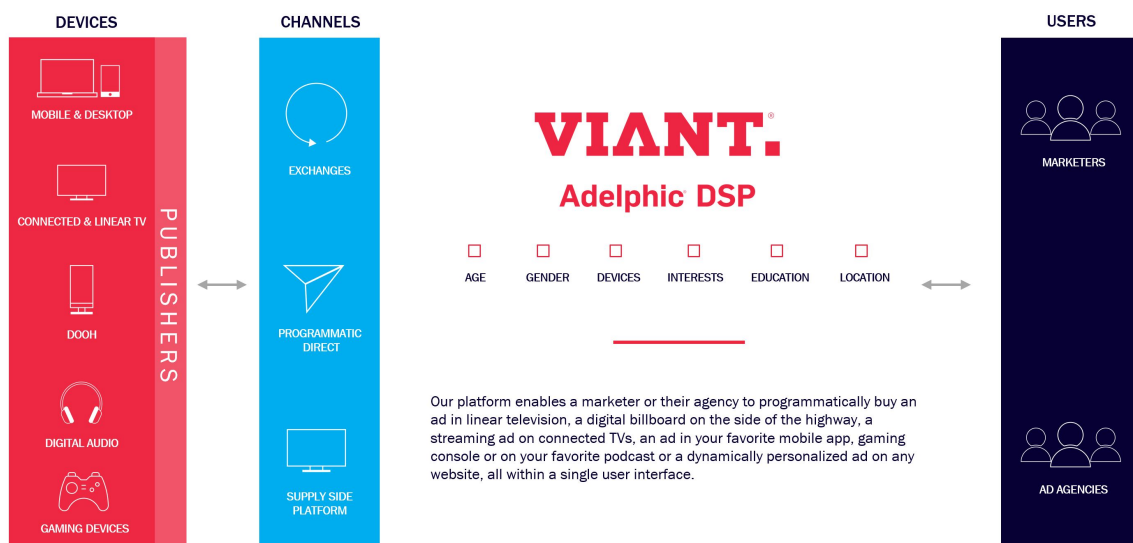 DEVICES
MOBILE & DESKTOP
CONNECTED & LINEAR TV
DOOH
DIGITAL AUDIO
GAMING DEVICES
PUBLISHERS
CHANNELS
EXCHANGES
PROGRAMMATIC
DIRECT
SUPPLY SIDE
PLATFORM
VIANT.®
Adelphic® DSP
AGE
GENDER
DEVICES
INTERESTS
EDUCATION
LOCATION
Our platform enables a marketer or their agency to programmatically buy an
ad in linear television, a digital billboard on the side of the highway, a
streaming ad on connected TVs, an ad in your favorite mobile app, gaming
console or on your favorite podcast or a dynamically personalized ad on any
website, all within a single user interface.
USERS
MARKETERS
AD AGENCIES